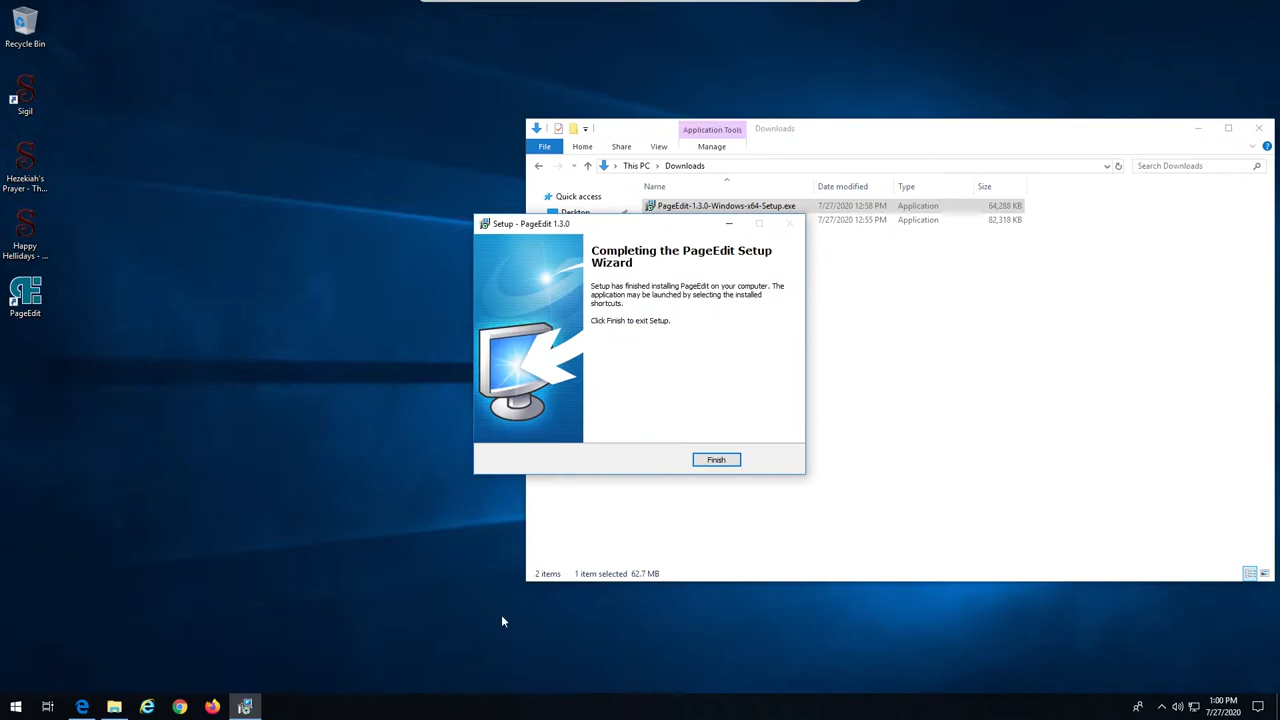 Recycle Bin
Sigil
Hezekiah's
Prayer - Th...
Happy
Holidays - ...
PageEdit
Application Tools
Downloads
File
Home
Share
View
Manage
This PC
Downloads
Search Downloads
Quick access
Desktop
Name
Date modified
Type
Size
PageEdit-1.3.0-Windows-x64-Setup.exe
7/27/2020 12:58 PM
Application
64,288 KB
7/27/2020 12:55 PM
Application
82,318 KB
Setup - PageEdit 1.3.0
Completing the PageEdit Setup
Wizard
Setup has finished installing PageEdit on your computer. The
application may be launched by selecting the installed
shortcuts.
Click Finish to exit Setup.
Finish
2 items
1 item selected 62.7 MB
1:00 PM
7/27/2020